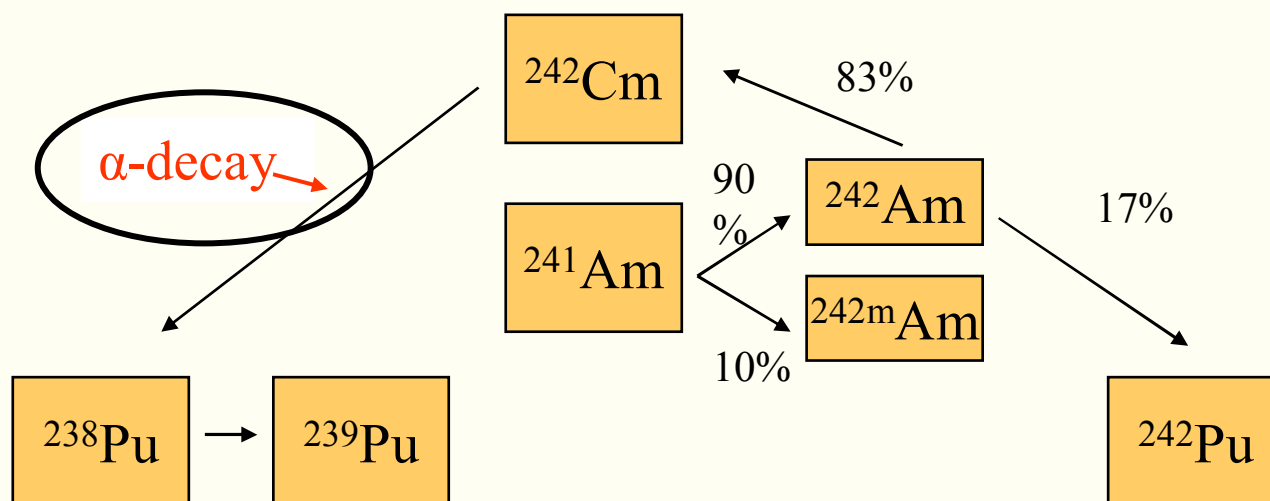 ²⁴²Cm
83%
α-decay
90
%
²⁴²Am
17%
²⁴¹Am
²⁴²ᵐAm
10%
²³⁸Pu
²³⁹Pu
²⁴²Pu